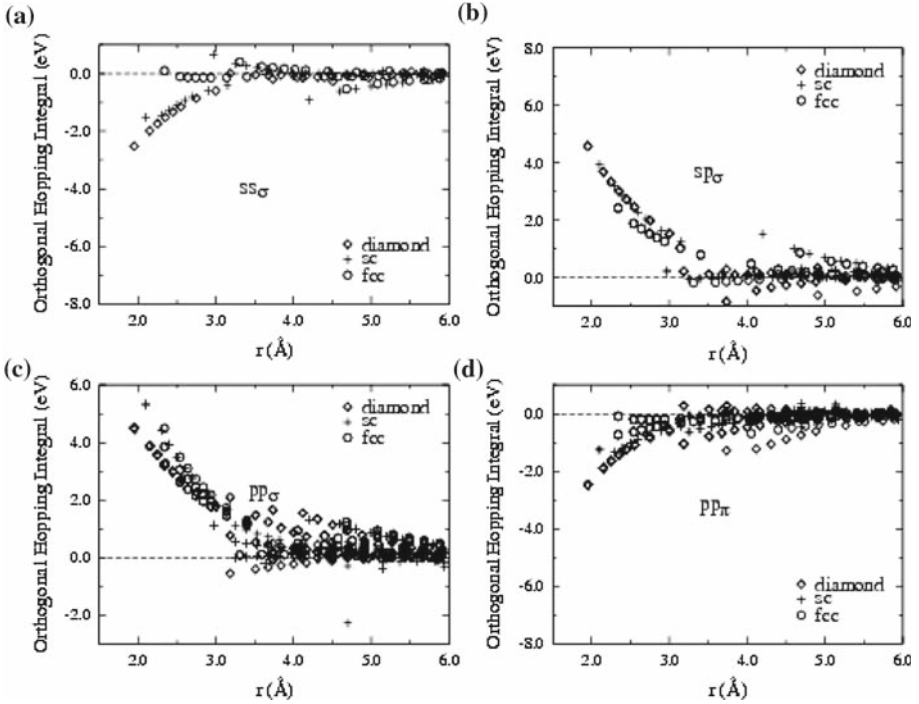 (a)
Orthogonal Hopping Integral (eV)
0.0
-2.0
-4.0
-6.0
-8.0
ssσ
diamond
sc
fcc
2.0 3.0 4.0 5.0 6.0
r (Å)
(b)
Orthogonal Hopping Integral (eV)
8.0
6.0
4.0
2.0
0.0
spσ
diamond
sc
fcc
2.0 3.0 4.0 5.0 6.0
r (Å)
(c)
Orthogonal Hopping Integral (eV)
6.0
4.0
2.0
0.0
-2.0
ppσ
diamond
sc
fcc
2.0 3.0 4.0 5.0 6.0
r (Å)
(d)
Orthogonal Hopping Integral (eV)
0.0
-2.0
-4.0
-6.0
-8.0
ppπ
diamond
sc
fcc
2.0 3.0 4.0 5.0 6.0
r (Å)